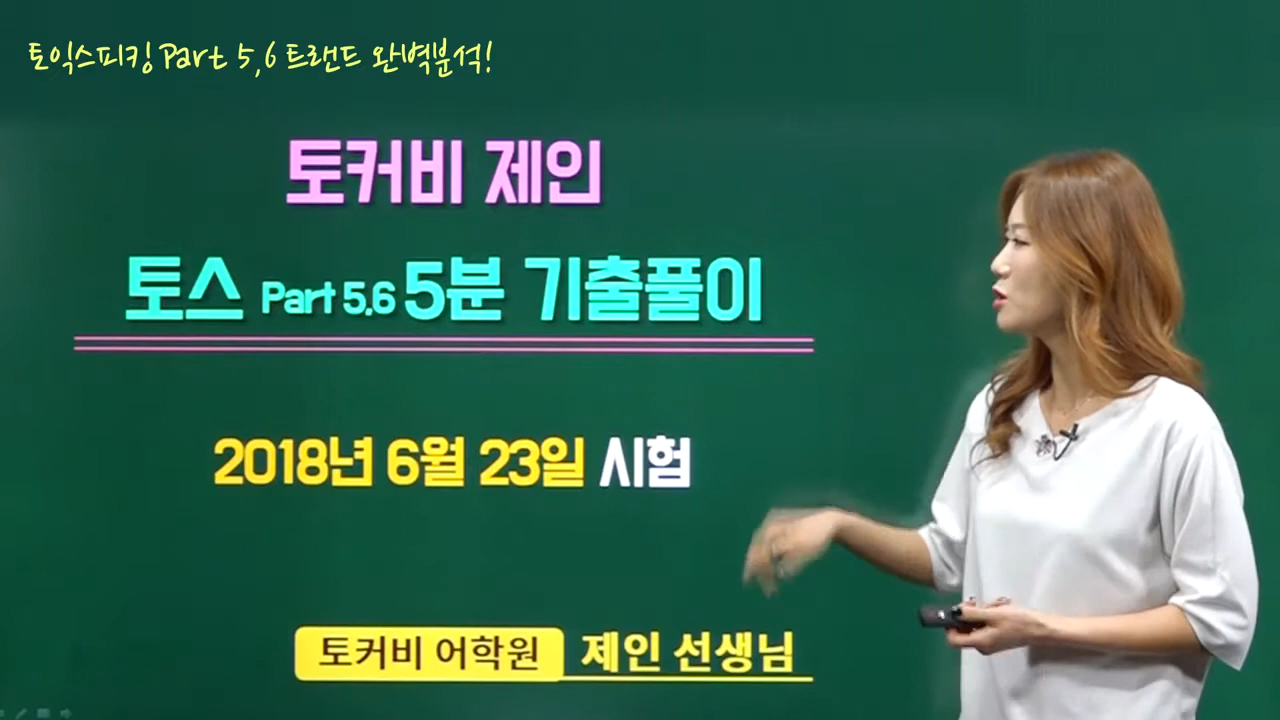 토익스피킹 Part 5,6 트랜드 완벽분석!
토커비 제인
토스 Part 5.6 5분 기출풀이
2018년 6월 23일 시험
토커비 어학원 제인 선생님